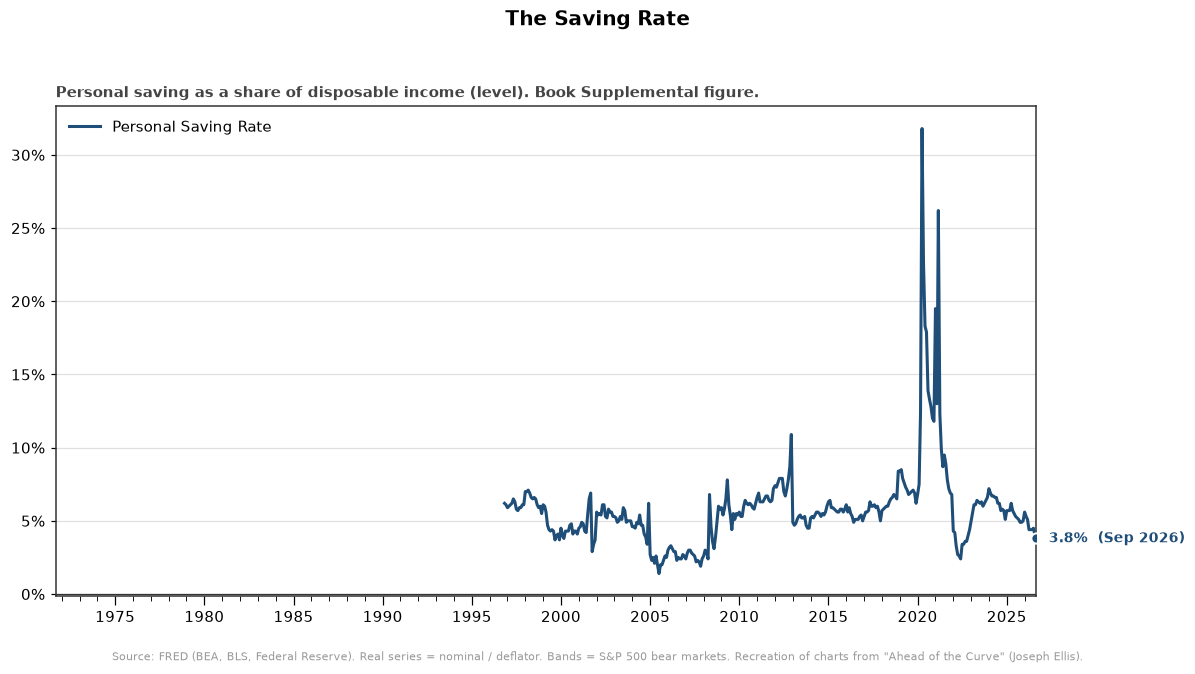 The Saving Rate
Personal saving as a share of disposable income (level). Book Supplemental figure.
Personal Saving Rate
30%
25%
20%
15%
10%
5%
0%
3.8%  (Sep 2026)
1975 1980 1985 1990 1995 2000 2005 2010 2015 2020 2025
Source: FRED (BEA, BLS, Federal Reserve). Real series = nominal / deflator. Bands = S&P 500 bear markets. Recreation of charts from "Ahead of the Curve" (Joseph Ellis).